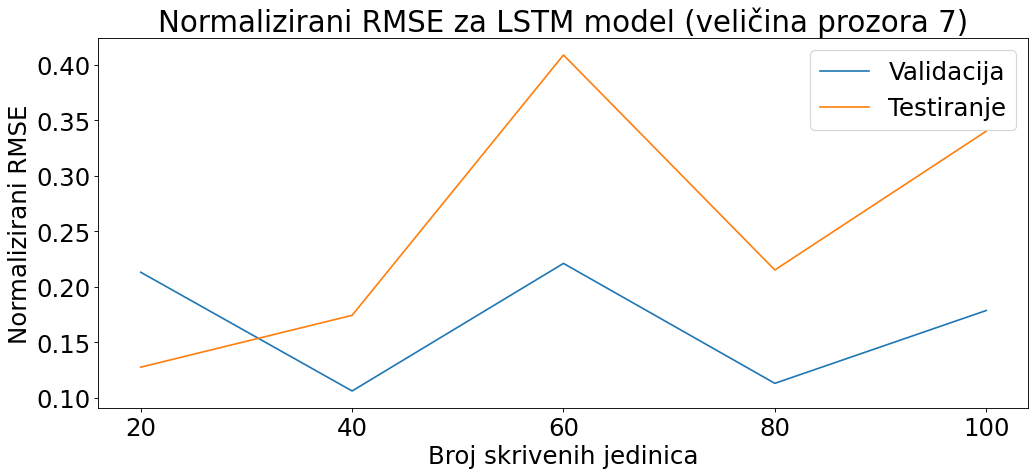 Normalizirani RMSE za LSTM model (veličina prozora 7)
Validacija
Testiranje
Normalizirani RMSE
0.40
0.35
0.30
0.25
0.20
0.15
0.10
20 40 60 80 100
Broj skrivenih jedinica